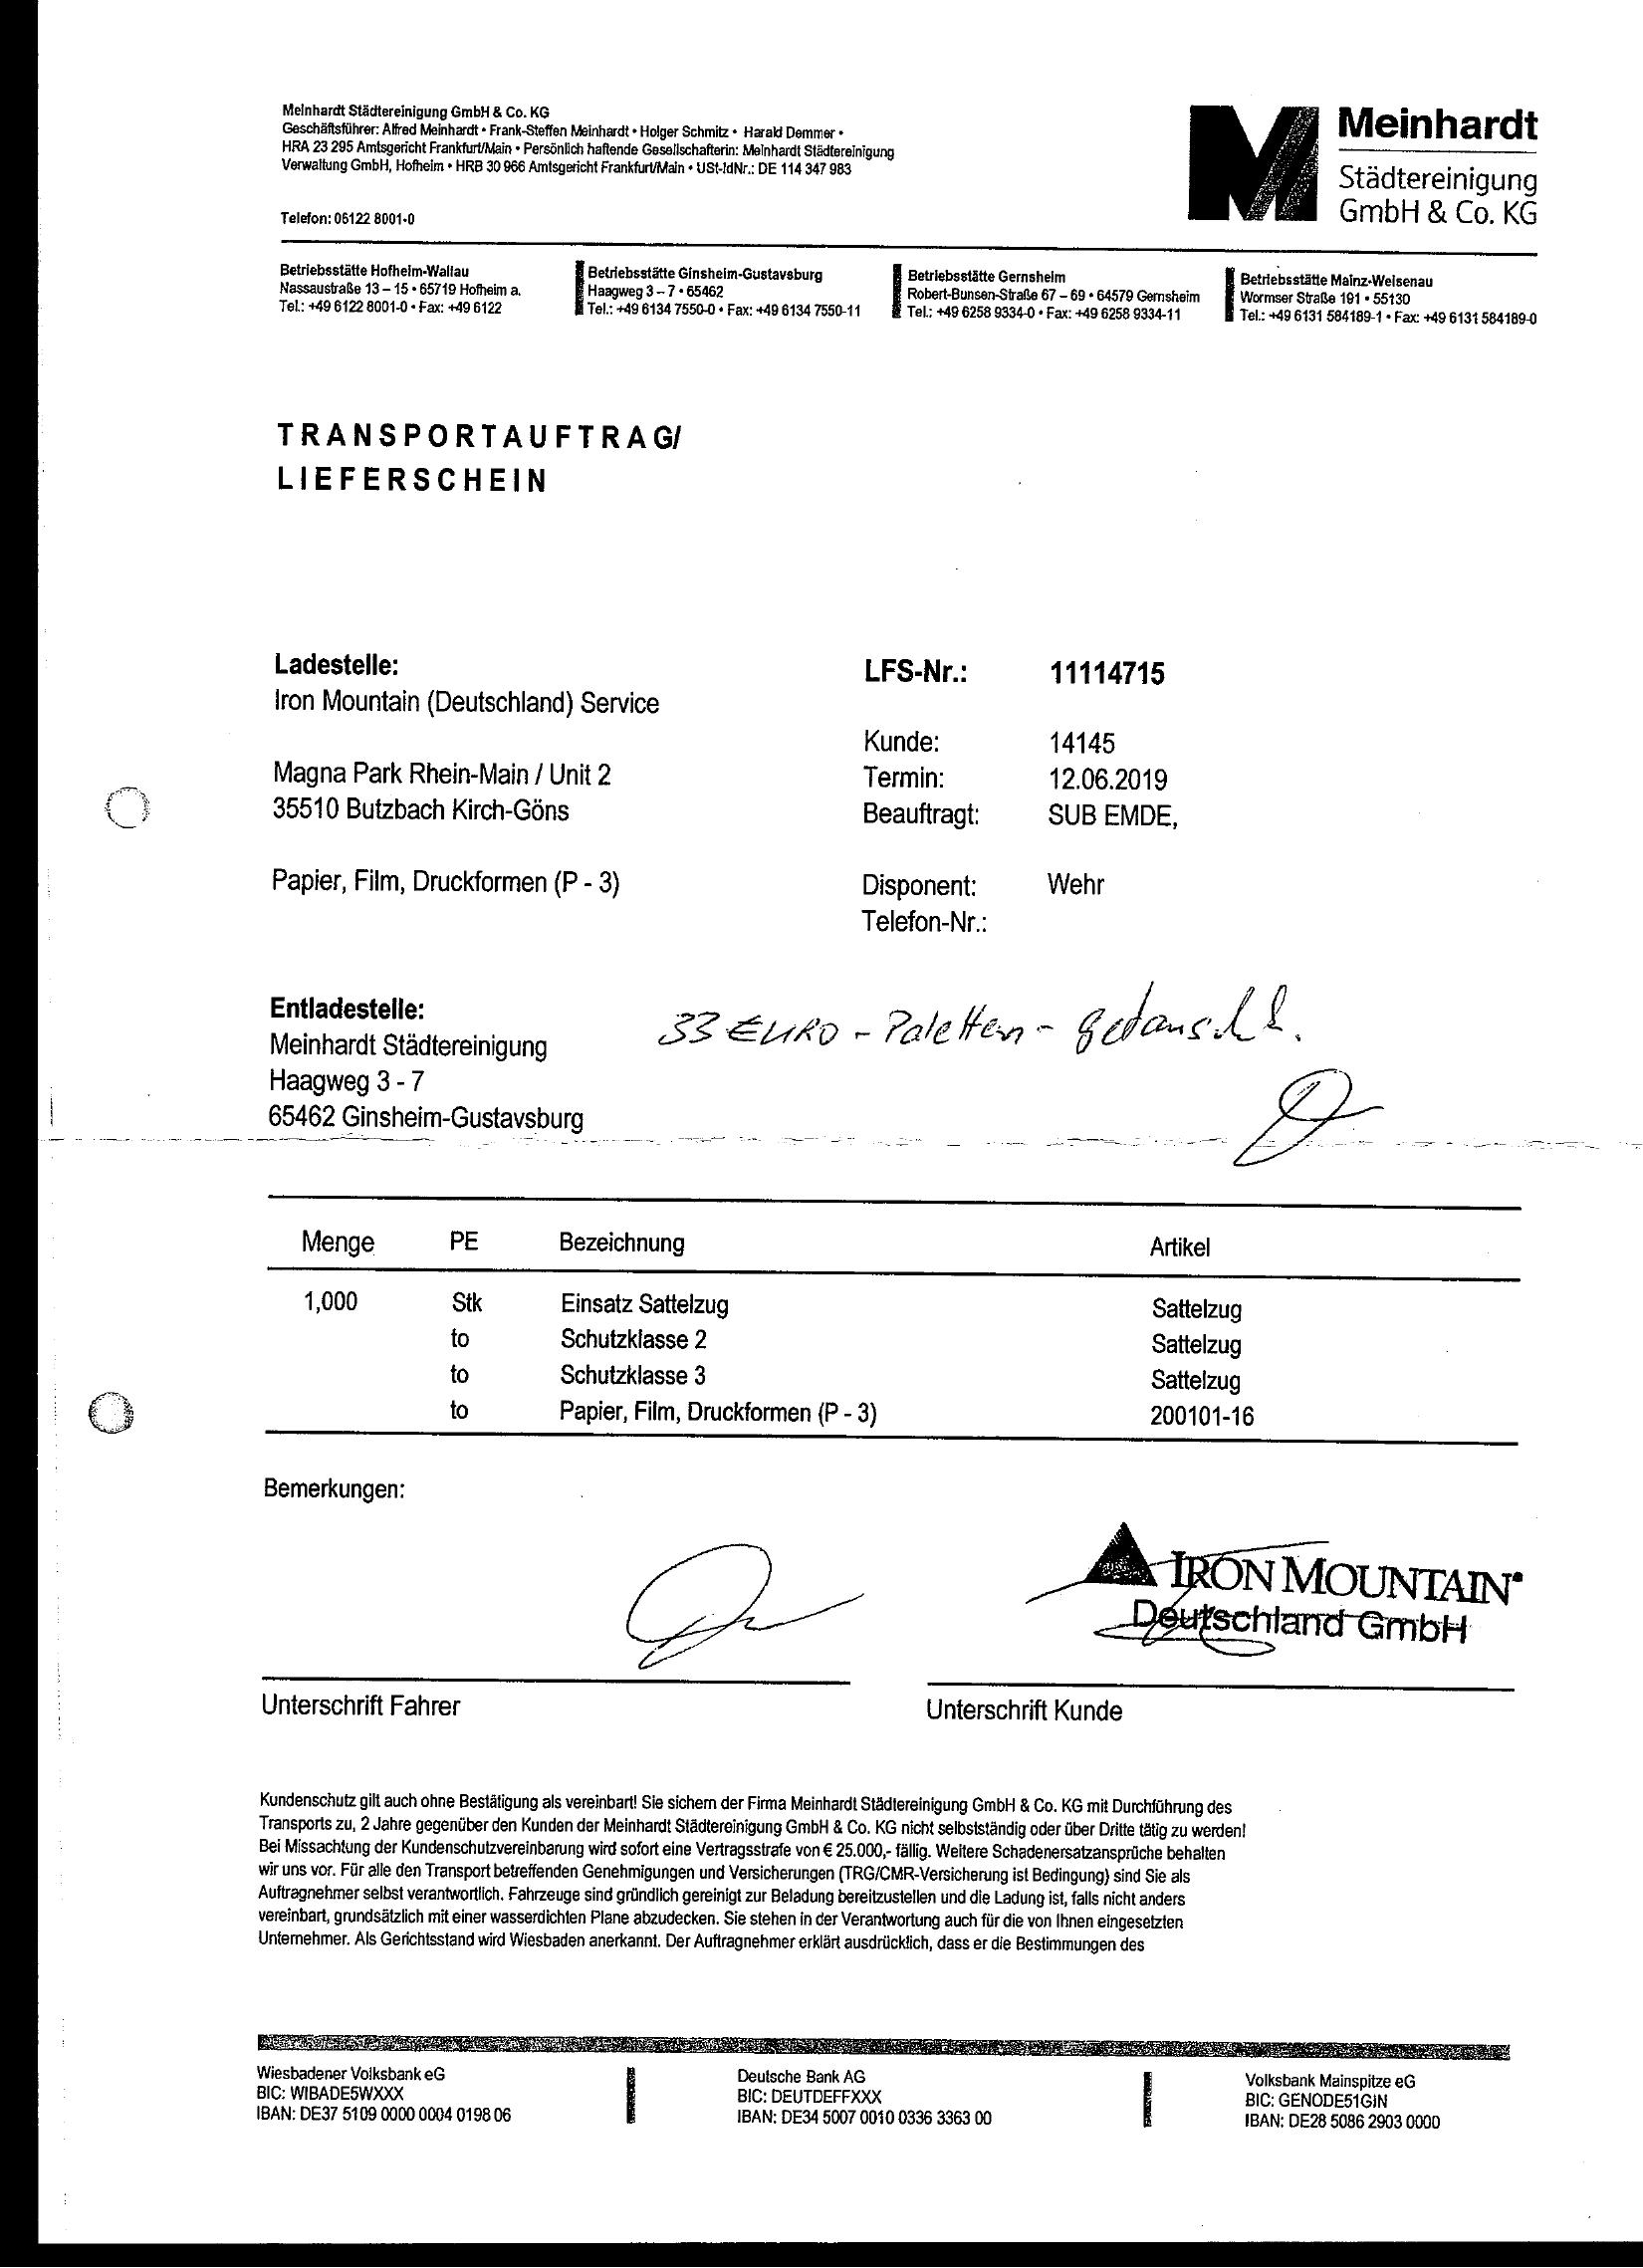 Meinhardt Städtereinigung GmbH & Co. KG
Geschäftsführer: Alfred Meinhardt • Frank-Steffen Meinhardt • Holger Schmitz • Harald Demmer •
HRA 23 295 Amtsgericht Frankfurt/Main • Persönlich haftende Gesellschafterin: Meinhardt Städtereinigung
Verwaltung GmbH, Hofheim • HRB 30 966 Amtsgericht Frankfurt/Main • USt-IdNr.: DE 114 347 983
Telefon: 06122 8001-0
Meinhardt
Städtereinigung
GmbH & Co. KG
Betriebsstätte Hofheim-Wallau
Nassaustraße 13 – 15 • 65719 Hofheim a.
Tel.: +49 6122 8001-0 • Fax: +49 6122
Betriebsstätte Ginsheim-Gustavsburg
Haagweg 3 – 7 • 65462
Tel.: +49 6134 7550-0 • Fax: +49 6134 7550-11
Betriebsstätte Gernsheim
Robert-Bunsen-Straße 67 – 69 • 64579 Gernsheim
Tel.: +49 6258 9334-0 • Fax: +49 6258 9334-11
Betriebsstätte Mainz-Weisenau
Wormser Straße 191 • 55130
Tel.: +49 6131 584189-1 • Fax: +49 6131 584189-0
TRANSPORTAUFTRAG/
LIEFERSCHEIN
Ladestelle:
Iron Mountain (Deutschland) Service
Magna Park Rhein-Main / Unit 2
35510 Butzbach Kirch-Göns
Papier, Film, Druckformen (P - 3)
LFS-Nr.: 11114715
Kunde: 14145
Termin: 12.06.2019
Beauftragt: SUB EMDE,
Disponent: Wehr
Telefon-Nr.:
Entladestelle:
Meinhardt Städtereinigung
Haagweg 3 - 7
65462 Ginsheim-Gustavsburg
33 EURO - Paletten - getauscht.
Menge PE Bezeichnung Artikel
1,000 Stk Einsatz Sattelzug Sattelzug
to Schutzklasse 2 Sattelzug
to Schutzklasse 3 Sattelzug
to Papier, Film, Druckformen (P - 3) 200101-16
Bemerkungen:
IRON MOUNTAIN
Deutschland GmbH
Unterschrift Fahrer
Unterschrift Kunde
Kundenschutz gilt auch ohne Bestätigung als vereinbart! Sie sichern der Firma Meinhardt Städtereinigung GmbH & Co. KG mit Durchführung des
Transports zu, 2 Jahre gegenüber den Kunden der Meinhardt Städtereinigung GmbH & Co. KG nicht selbstständig oder über Dritte tätig zu werden!
Bei Missachtung der Kundenschutzvereinbarung wird sofort eine Vertragsstrafe von € 25.000,- fällig. Weitere Schadenersatzansprüche behalten
wir uns vor. Für alle den Transport betreffenden Genehmigungen und Versicherungen (TRG/CMR-Versicherung ist Bedingung) sind Sie als
Auftragnehmer selbst verantwortlich. Fahrzeuge sind gründlich gereinigt zur Beladung bereitzustellen und die Ladung ist, falls nicht anders
vereinbart, grundsätzlich mit einer wasserdichten Plane abzudecken. Sie stehen in der Verantwortung auch für die von Ihnen eingesetzten
Unternehmer. Als Gerichtsstand wird Wiesbaden anerkannt. Der Auftragnehmer erklärt ausdrücklich, dass er die Bestimmungen des
Wiesbadener Volksbank eG
BIC: WIBADE5WXXX
IBAN: DE37 5109 0000 0004 0198 06
Deutsche Bank AG
BIC: DEUTDEFFXXX
IBAN: DE34 5007 0010 0336 3363 00
Volksbank Mainspitze eG
BIC: GENODE51GIN
IBAN: DE28 5086 2903 0000